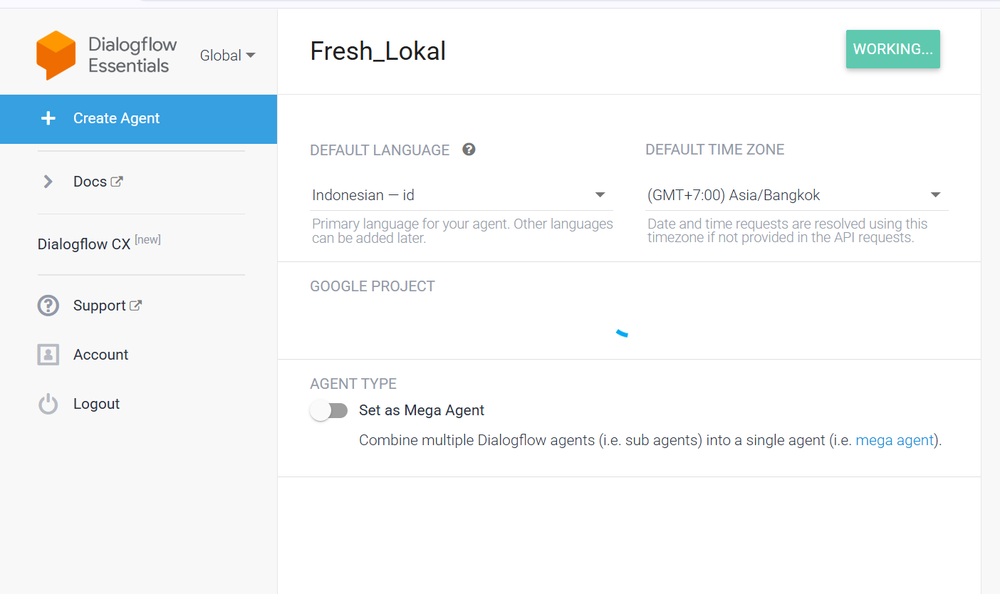 Dialogflow
Essentials
Global
Create Agent
Docs
Dialogflow CX [new]
Support
Account
Logout
Fresh_Lokal
WORKING...
DEFAULT LANGUAGE
DEFAULT TIME ZONE
Indonesian — id
(GMT+7:00) Asia/Bangkok
Primary language for your agent. Other languages
can be added later.
Date and time requests are resolved using this
timezone if not provided in the API requests.
GOOGLE PROJECT
AGENT TYPE
Set as Mega Agent
Combine multiple Dialogflow agents (i.e. sub agents) into a single agent (i.e. mega agent).